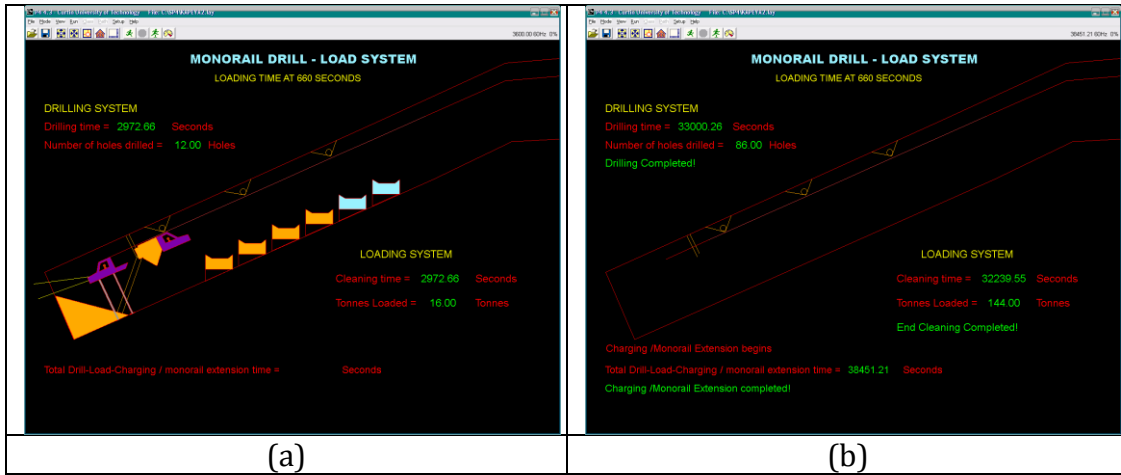 MONORAIL DRILL - LOAD SYSTEM
LOADING TIME AT 660 SECONDS
DRILLING SYSTEM
Drilling time = 2972.66 Seconds
Number of holes drilled = 12.00 Holes
LOADING SYSTEM
Cleaning time = 2972.66 Seconds
Tonnes Loaded = 16.00 Tonnes
Total Drill-Load-Charging / monorail extension time = Seconds
(a)
38451.21 60Hz 0%
MONORAIL DRILL - LOAD SYSTEM
LOADING TIME AT 660 SECONDS
DRILLING SYSTEM
Drilling time = 33000.26 Seconds
Number of holes drilled = 86.00 Holes
Drilling Completed!
LOADING SYSTEM
Cleaning time = 32239.55 Seconds
Tonnes Loaded = 144.00 Tonnes
End Cleaning Completed!
Charging /Monorail Extension begins
Total Drill-Load-Charging / monorail extension time = 38451.21 Seconds
Charging /Monorail Extension completed!
(b)